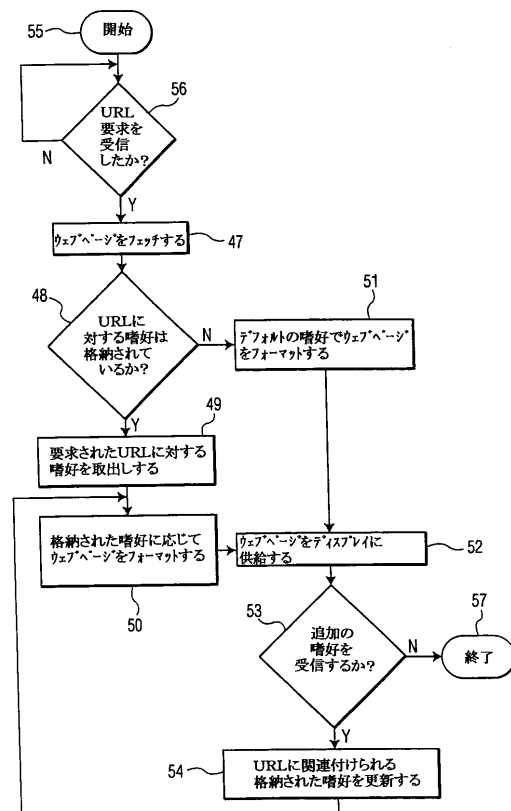 55
開始
56
URL
要求を
受信
したか?
N
Y
ウェブページをフェッチする
47
48
URLに
対する嗜好は
格納されて
いるか?
N
Y
51
デフォルトの嗜好でウェブページ
をフォーマットする
49
要求されたURLに対する
嗜好を取出しする
格納された嗜好に応じて
ウェブページをフォーマットする
50
ウェブページをディスプレイに
供給する
52
53
追加の
嗜好を
受信するか?
N
Y
57
終了
54
URLに関連付けられる
格納された嗜好を更新する